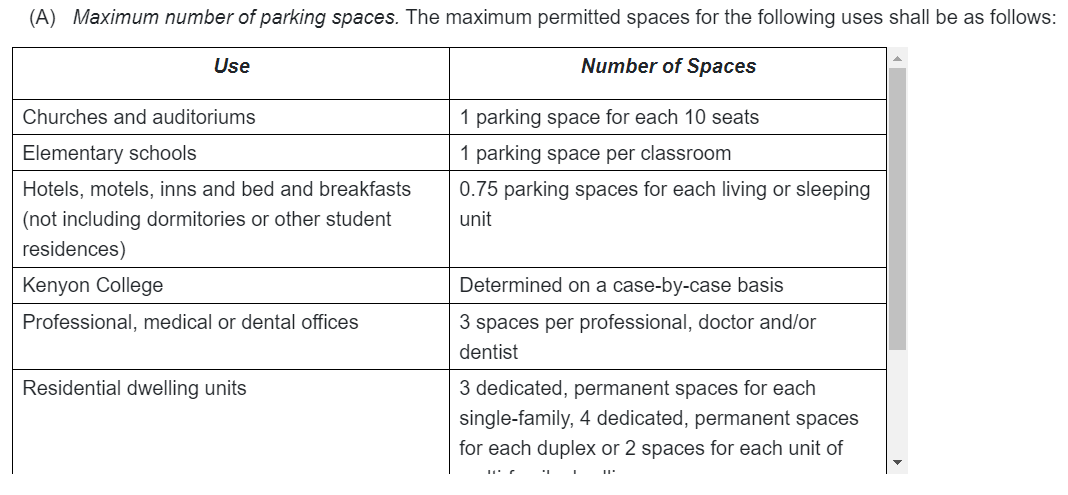 (A) Maximum number of parking spaces. The maximum permitted spaces for the following uses shall be as follows:
Use
Number of Spaces
Churches and auditoriums
1 parking space for each 10 seats
Elementary schools
1 parking space per classroom
Hotels, motels, inns and bed and breakfasts
(not including dormitories or other student
residences)
0.75 parking spaces for each living or sleeping
unit
Kenyon College
Determined on a case-by-case basis
Professional, medical or dental offices
3 spaces per professional, doctor and/or
dentist
Residential dwelling units
3 dedicated, permanent spaces for each
single-family, 4 dedicated, permanent spaces
for each duplex or 2 spaces for each unit of